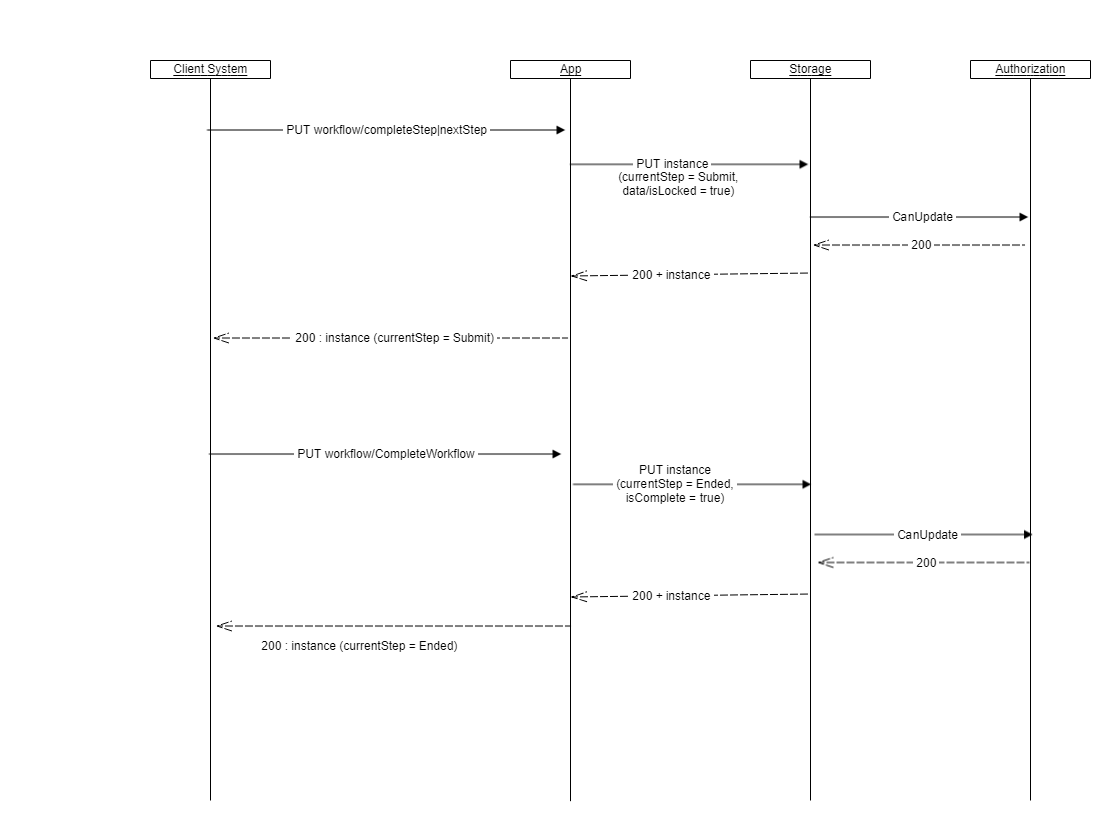 Client System
App
Storage
Authorization
PUT workflow/completeStep|nextStep
PUT instance
(currentStep = Submit,
data/isLocked = true)
CanUpdate
200
200 + instance
200 : instance (currentStep = Submit)
PUT workflow/CompleteWorkflow
PUT instance
(currentStep = Ended,
isComplete = true)
CanUpdate
200
200 + instance
200 : instance (currentStep = Ended)